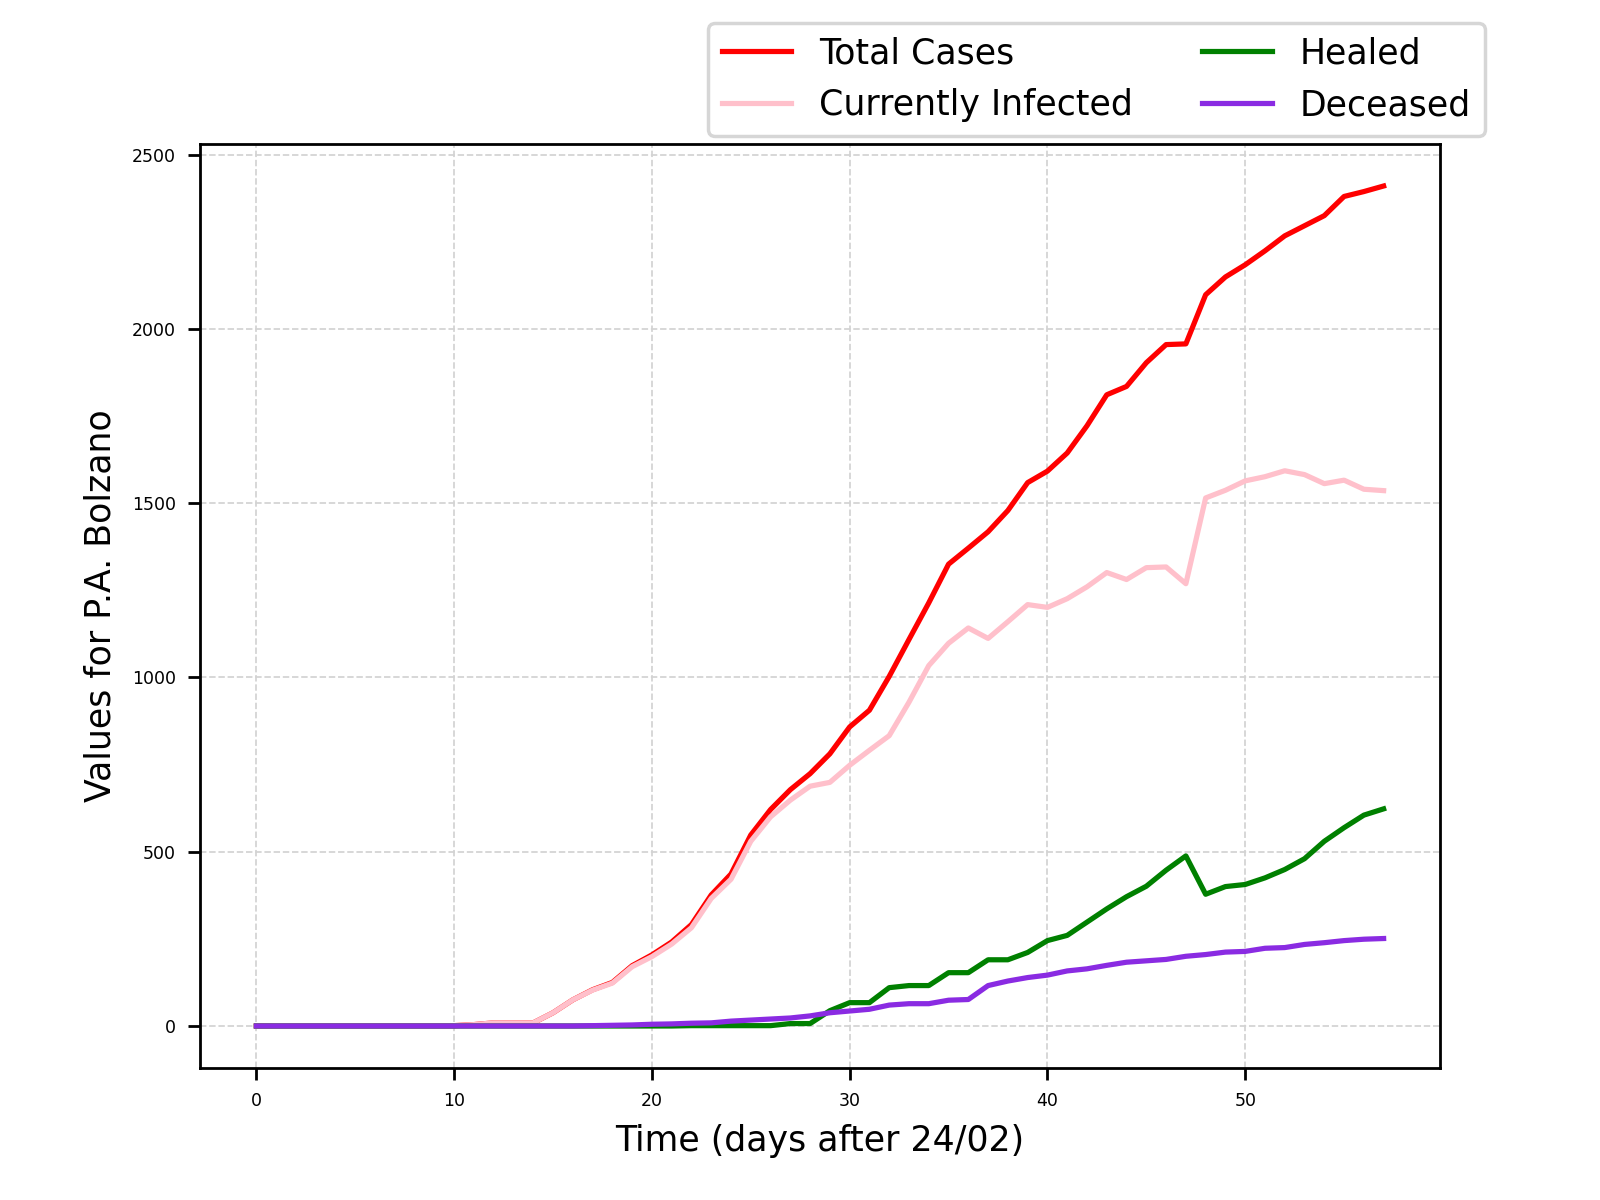 Total Cases
Currently Infected
Healed
Deceased
2500
2000
1500
1000
500
0
Values for P.A. Bolzano
0 10 20 30 40 50
Time (days after 24/02)